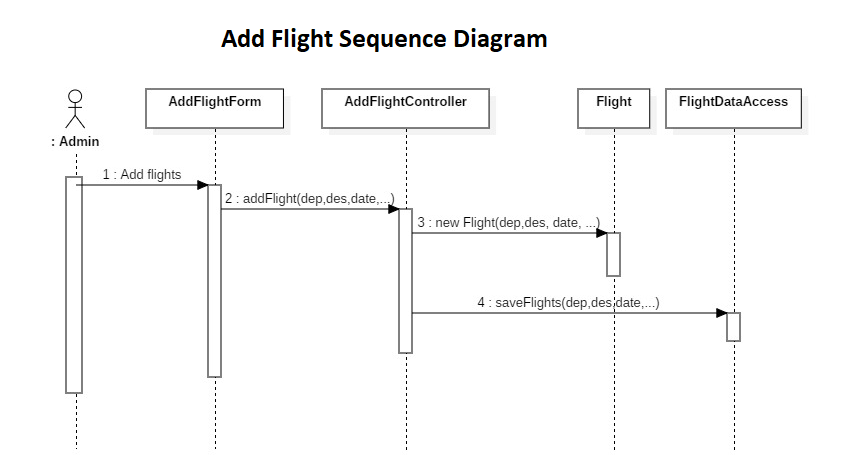 Add Flight Sequence Diagram
AddFlightForm
AddFlightController
Flight
FlightDataAccess
: Admin
1 : Add flights
2 : addFlight(dep,des,date,...)
3 : new Flight(dep,des, date, ...)
4 : saveFlights(dep,des,date,...)